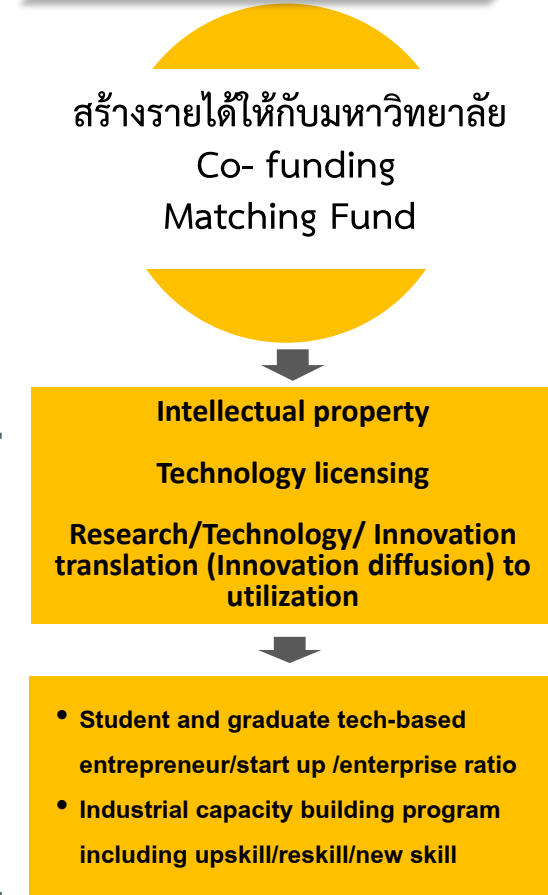 สร้างรายได้ให้กับมหาวิทยาลัย
Co- funding
Matching Fund
Intellectual property
Technology licensing
Research/Technology/ Innovation
translation (Innovation diffusion) to
utilization
• Student and graduate tech-based
entrepreneur/start up /enterprise ratio
• Industrial capacity building program
including upskill/reskill/new skill